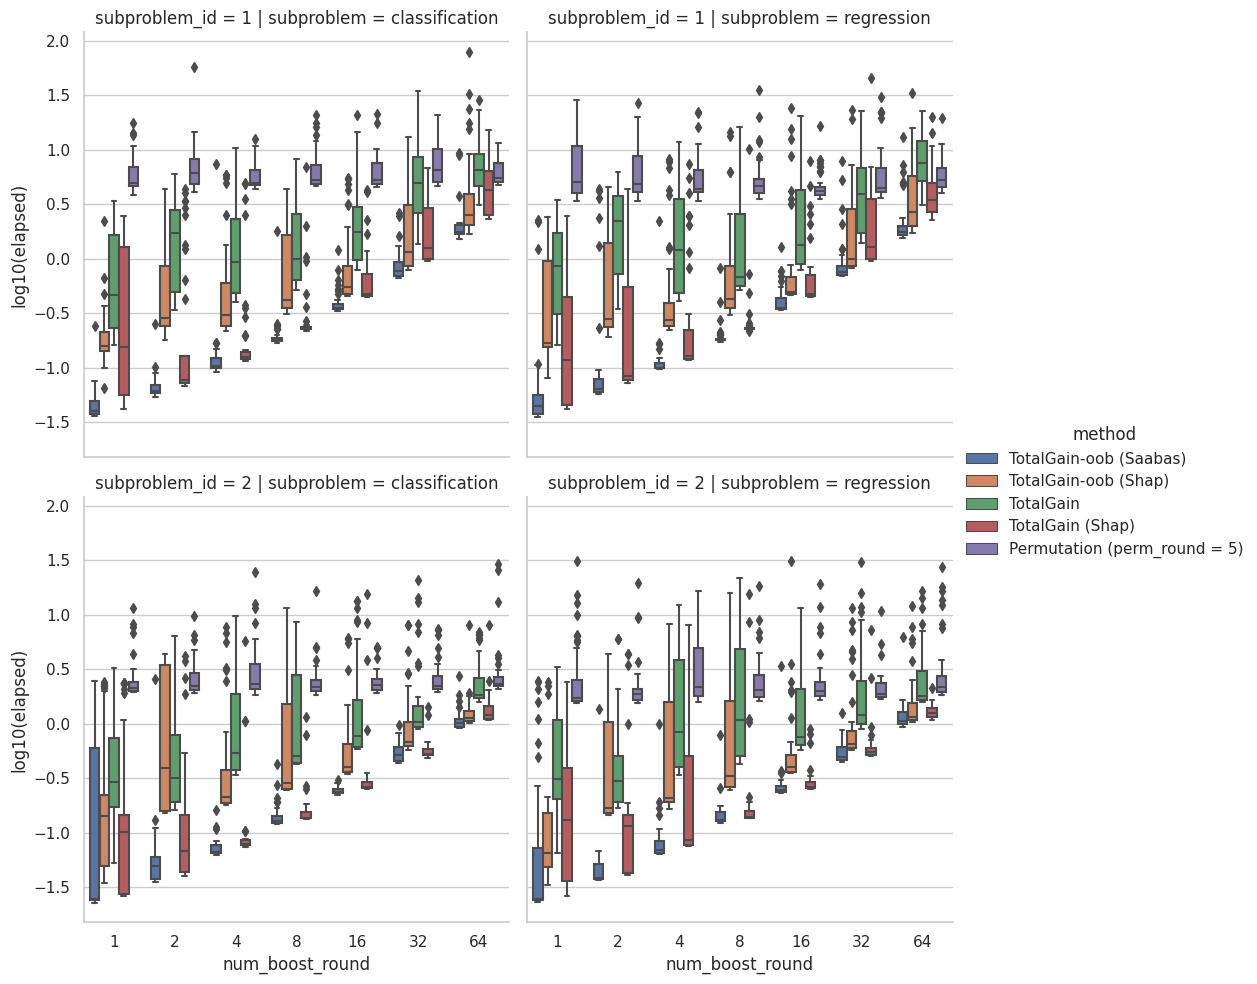 subproblem_id = 1 | subproblem = classification
subproblem_id = 1 | subproblem = regression
2.0
1.5
1.0
0.5
0.0
−0.5
−1.0
−1.5
log10(elapsed)
method
TotalGain-oob (Saabas)
TotalGain-oob (Shap)
TotalGain
TotalGain (Shap)
Permutation (perm_round = 5)
subproblem_id = 2 | subproblem = classification
subproblem_id = 2 | subproblem = regression
2.0
1.5
1.0
0.5
0.0
−0.5
−1.0
−1.5
log10(elapsed)
1 2 4 8 16 32 64
1 2 4 8 16 32 64
num_boost_round
num_boost_round